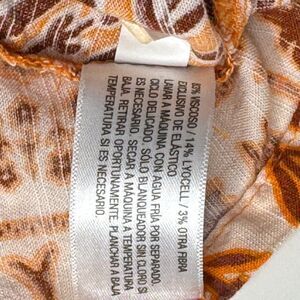 VISCOSO / 14% LYOCELL / 3% OTRA FIBRA
EXCLUSIVO DE ELÁSTICO
LAVAR A MÁQUINA CON AGUA FRÍA POR SEPARADO.
CICLO DELICADO. SÓLO BLANQUEADOR SIN CLORO SI
ES NECESARIO. SECAR A MÁQUINA A TEMPERATURA
BAJA. RETIRAR OPORTUNAMENTE. PLANCHAR A BAJA
TEMPERATURA SI ES NECESARIO.